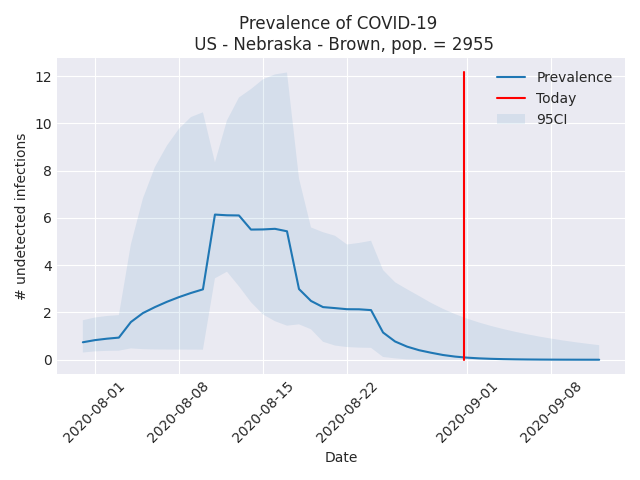 Prevalence of COVID-19
US - Nebraska - Brown, pop. = 2955
Prevalence
Today
95CI
# undetected infections
12
10
8
6
4
2
0
2020-08-01
2020-08-08
2020-08-15
2020-08-22
2020-09-01
2020-09-08
Date